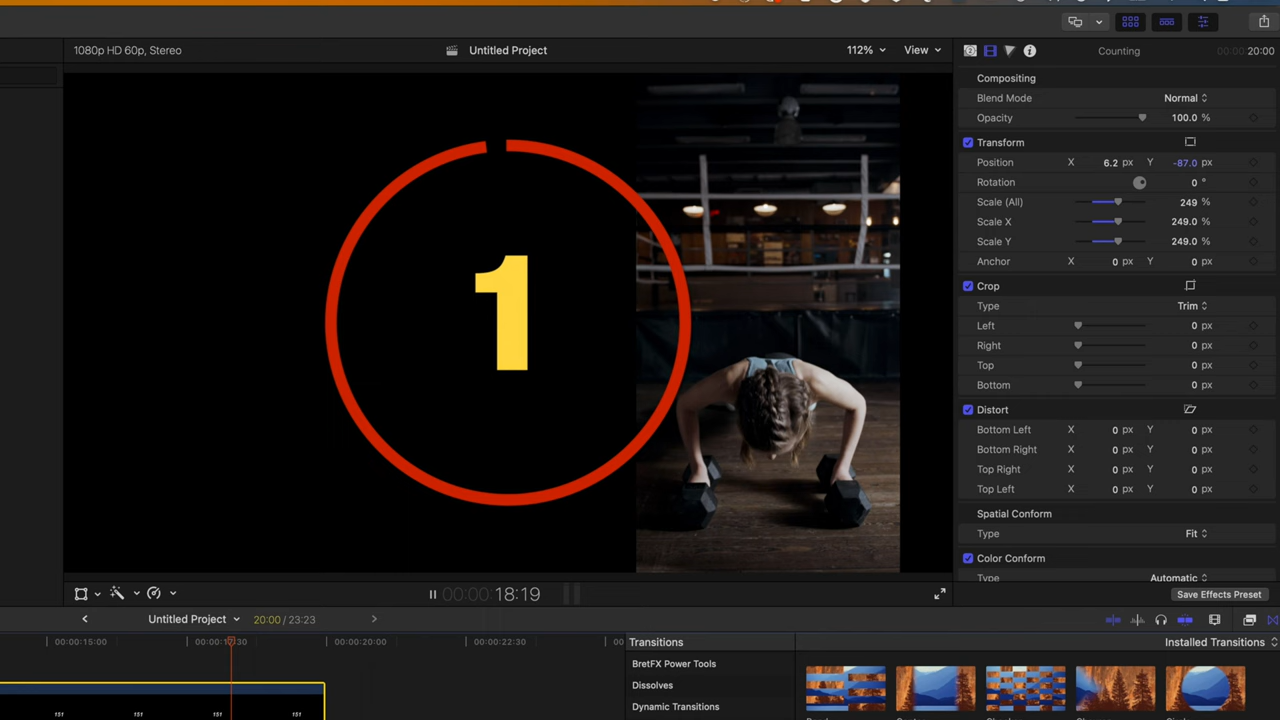 1080p HD 60p, Stereo
Untitled Project
112%
View
Counting
00:00:20:00
Compositing
Blend Mode Normal
Opacity 100.0 %
Transform
Position X 6.2 px Y -87.0 px
Rotation 0 °
Scale (All) 249 %
Scale X 249.0 %
Scale Y 249.0 %
Anchor X 0 px Y 0 px
Crop
Type Trim
Left 0 px
Right 0 px
Top 0 px
Bottom 0 px
Distort
Bottom Left X 0 px Y 0 px
Bottom Right X 0 px Y 0 px
Top Right X 0 px Y 0 px
Top Left X 0 px Y 0 px
Spatial Conform
Type Fit
Color Conform
Type Automatic
Save Effects Preset
1
00:00:18:19
Untitled Project
20:00 / 23:23
00:00:15:00
00:00:20:00
00:00:22:30
00
Transitions
Installed Transitions
BretFX Power Tools
Dissolves
Dynamic Transitions